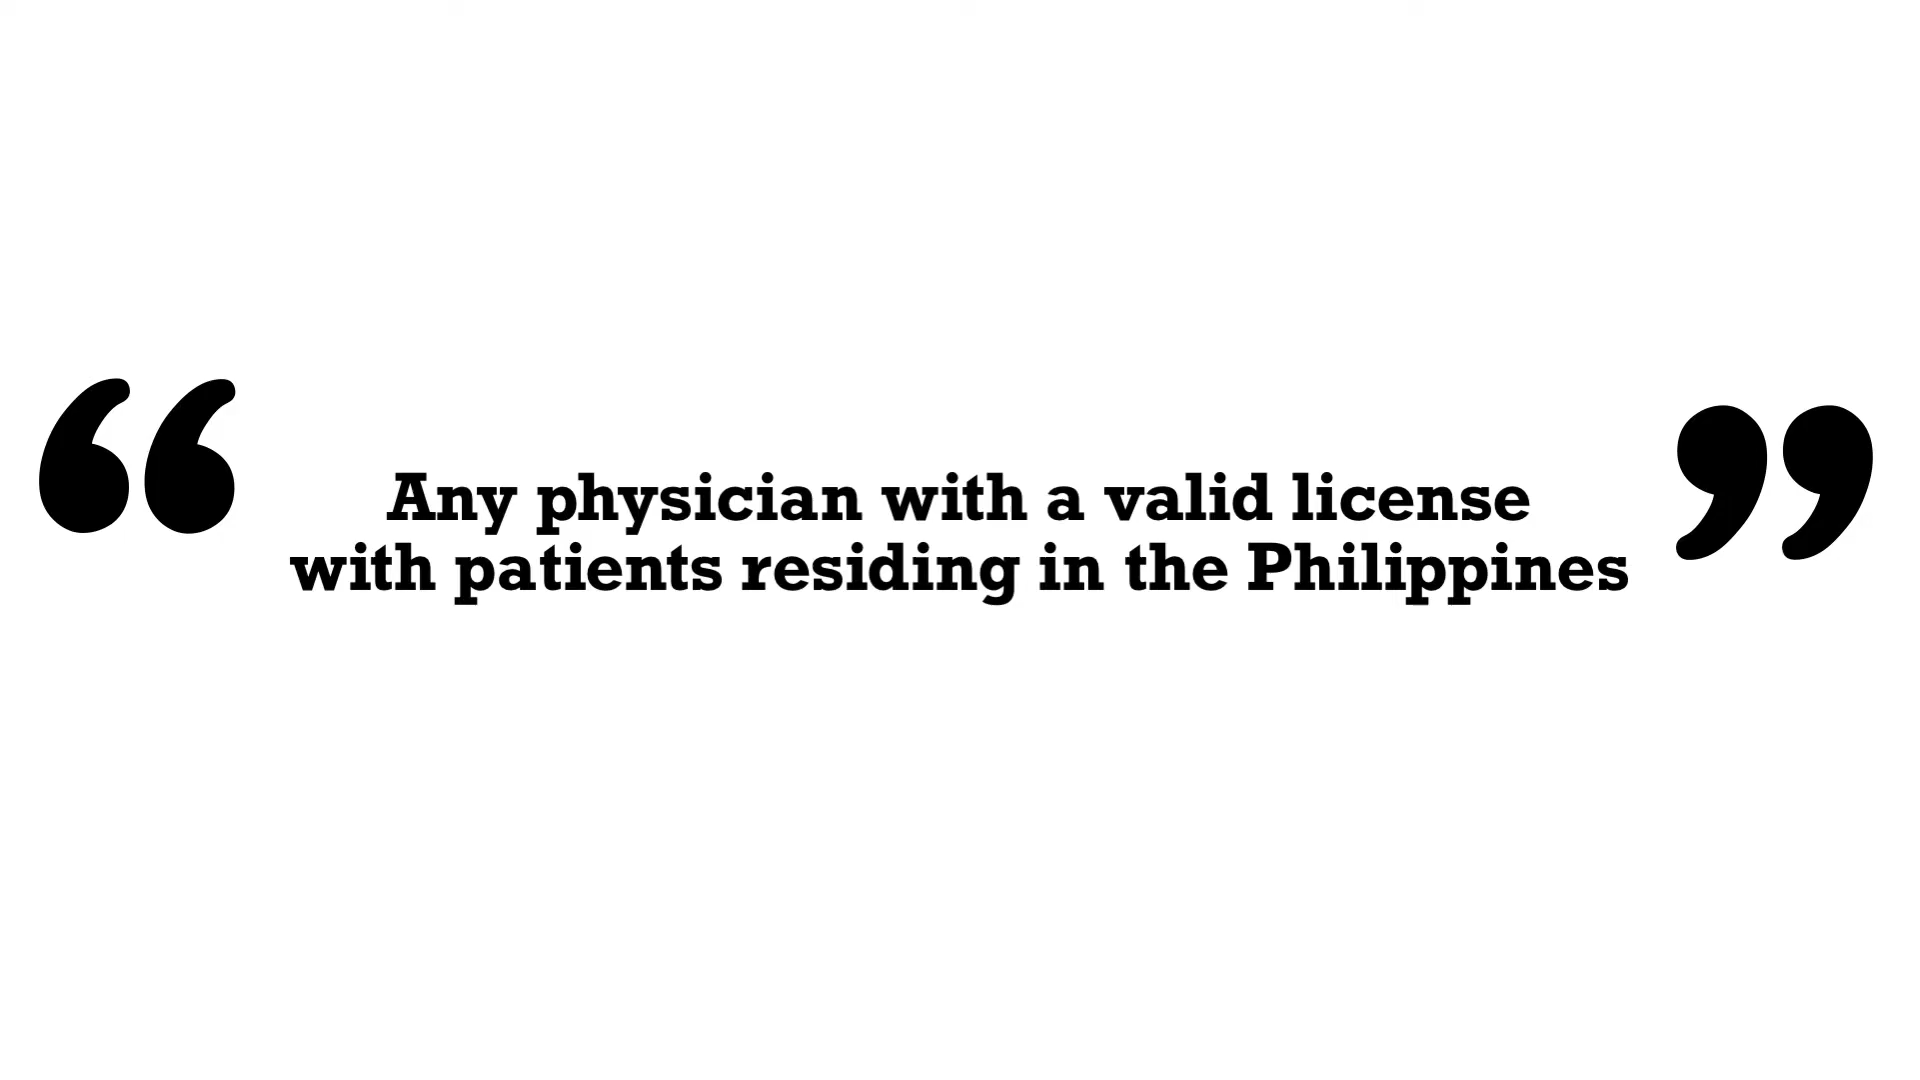 “Any physician with a valid license
with patients residing in the Philippines”